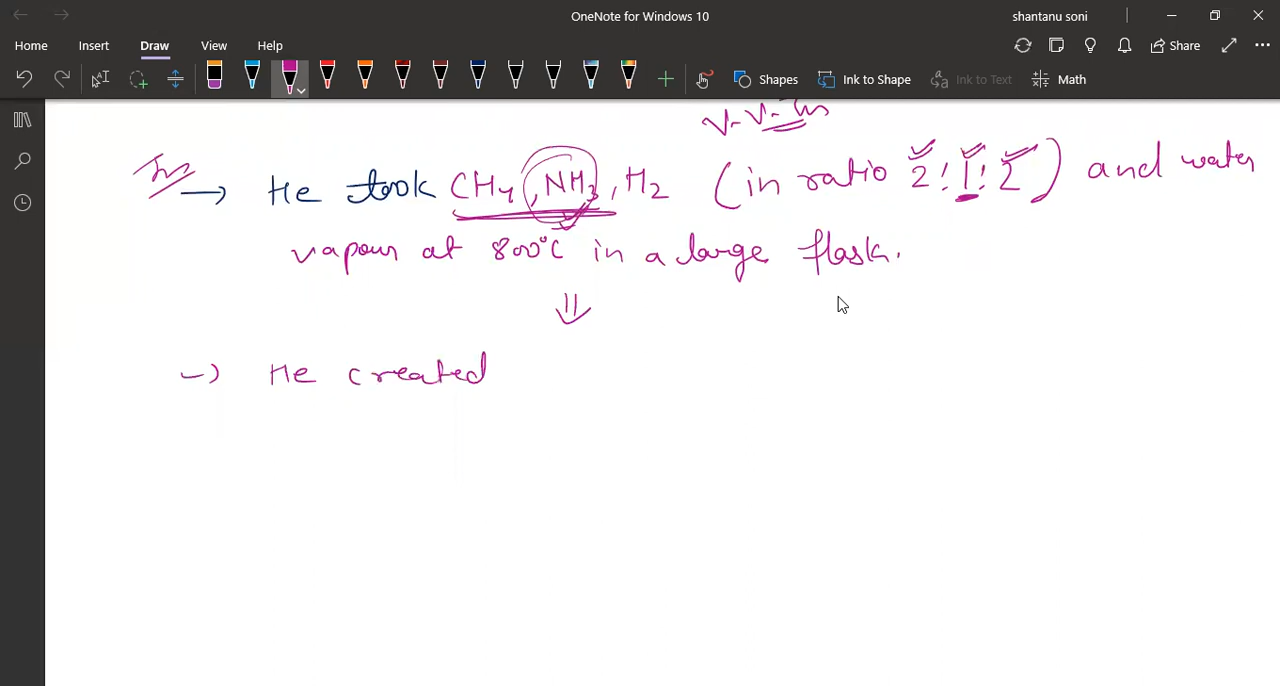 OneNote for Windows 10
shantanu soni
Home Insert Draw View Help
Share
Shapes Ink to Shape Ink to Text Math
V. V. Im
→ He took CH4, NH3, H2 (in ratio 2:1:2) and water
vapour at 800°C in a large flask.
⇓
→ He created